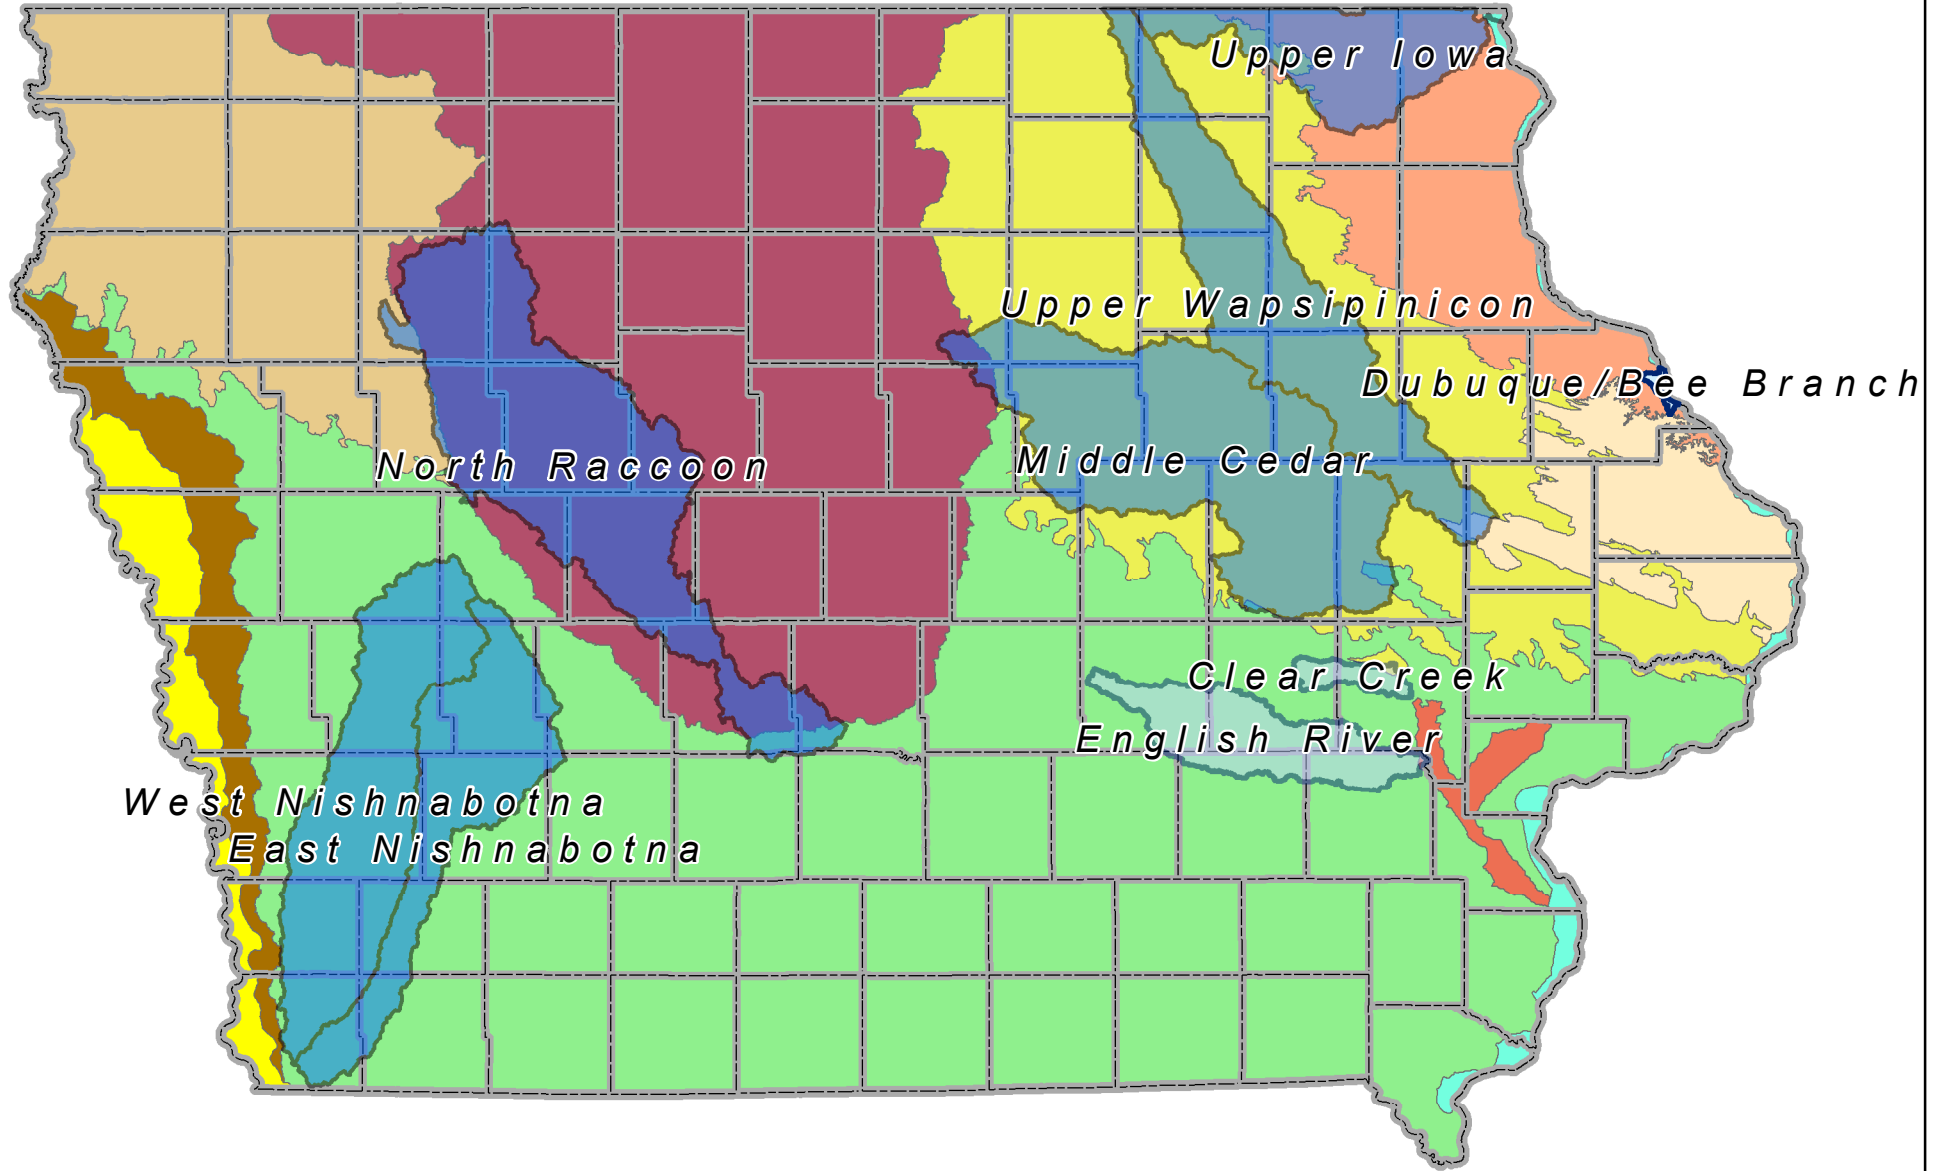 Upper Iowa
Upper Wapsipinicon
Dubuque/Bee Branch
North Raccoon
Middle Cedar
Clear Creek
English River
West Nishnabotna
East Nishnabotna